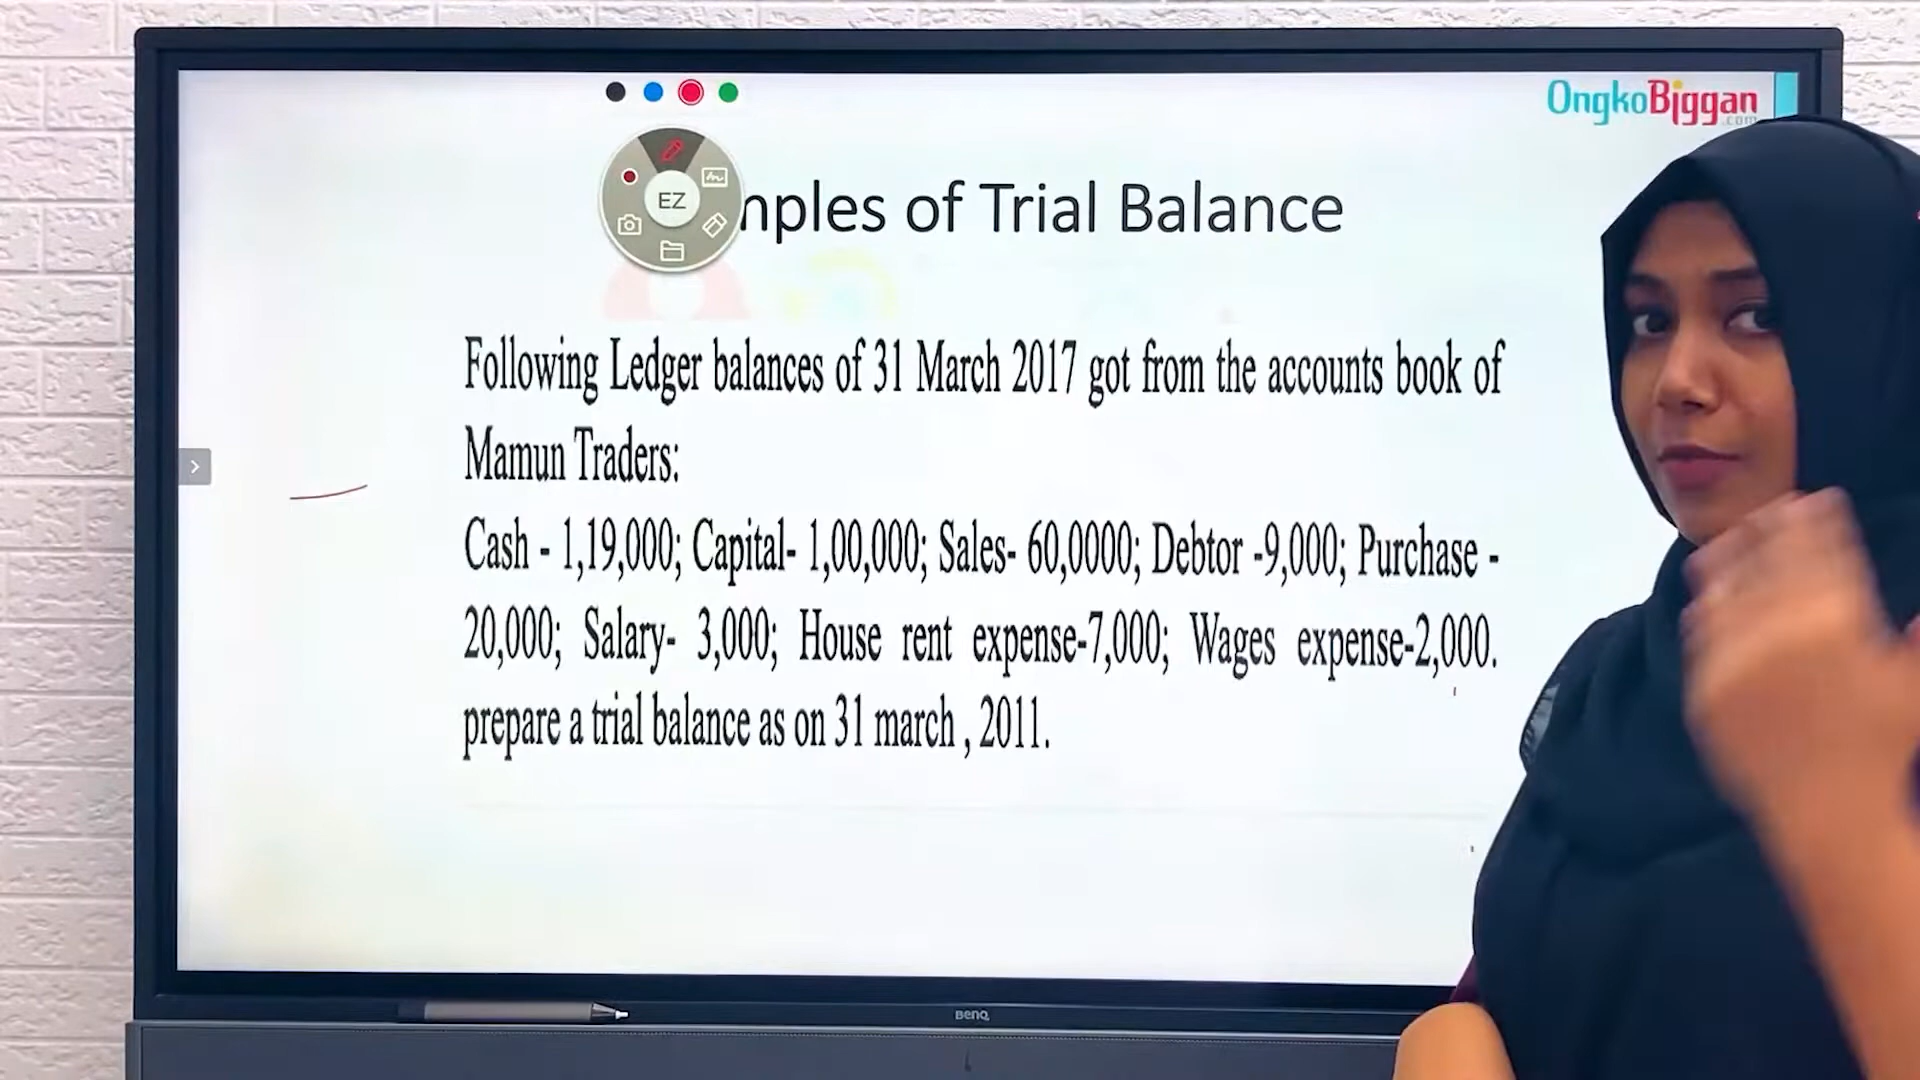 OngkoBiggan
.com
EZ
mples of Trial Balance
Following Ledger balances of 31 March 2017 got from the accounts book of
Mamun Traders:
Cash - 1,19,000; Capital- 1,00,000; Sales- 60,0000; Debtor -9,000; Purchase -
20,000; Salary- 3,000; House rent expense-7,000; Wages expense-2,000.
prepare a trial balance as on 31 march , 2011.
BenQ